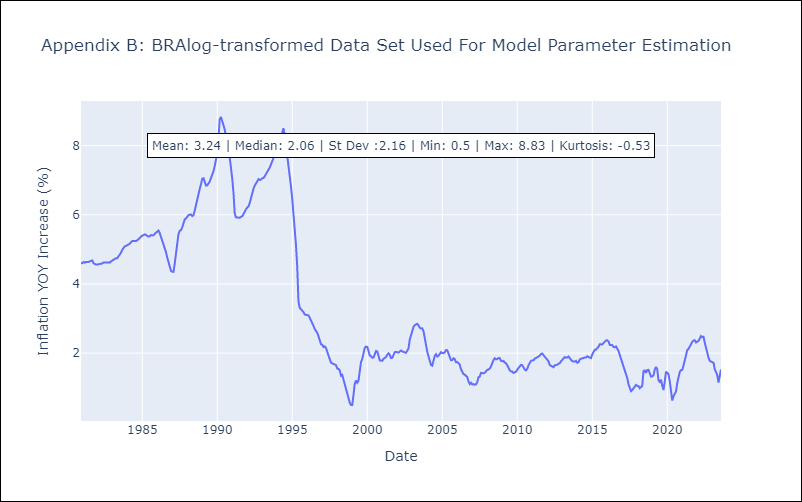 Appendix B: BRAlog-transformed Data Set Used For Model Parameter Estimation
Mean: 3.24 | Median: 2.06 | St Dev :2.16 | Min: 0.5 | Max: 8.83 | Kurtosis: -0.53
Inflation YOY Increase (%)
8
6
4
2
1985 1990 1995 2000 2005 2010 2015 2020
Date